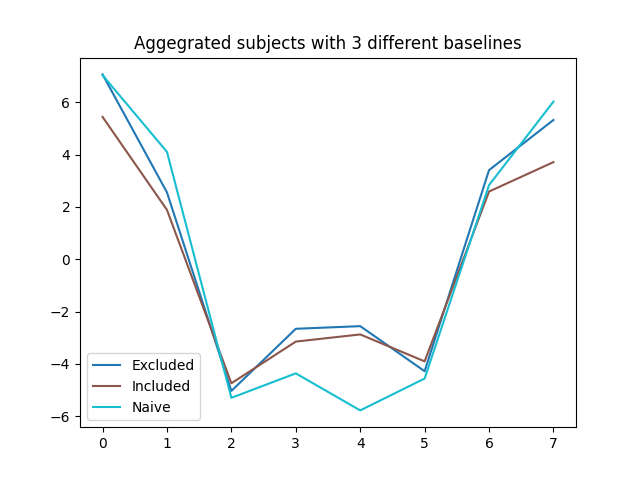 Aggegrated subjects with 3 different baselines
6
4
2
0
−2
−4
−6
Excluded
Included
Naive
0 1 2 3 4 5 6 7